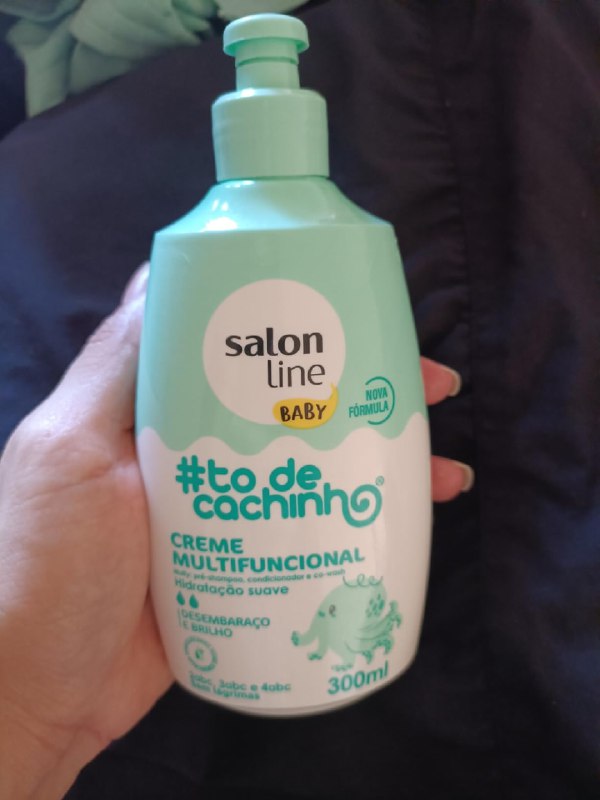 salon
line
BABY
NOVA
FÓRMULA
#to de
cachinho®
CREME
MULTIFUNCIONAL
pré-shampoo, condicionador e co-wash
Hidratação suave
DESEMBARAÇO
E BRILHO
2abc, 3abc e 4abc
Sem lágrimas
300ml